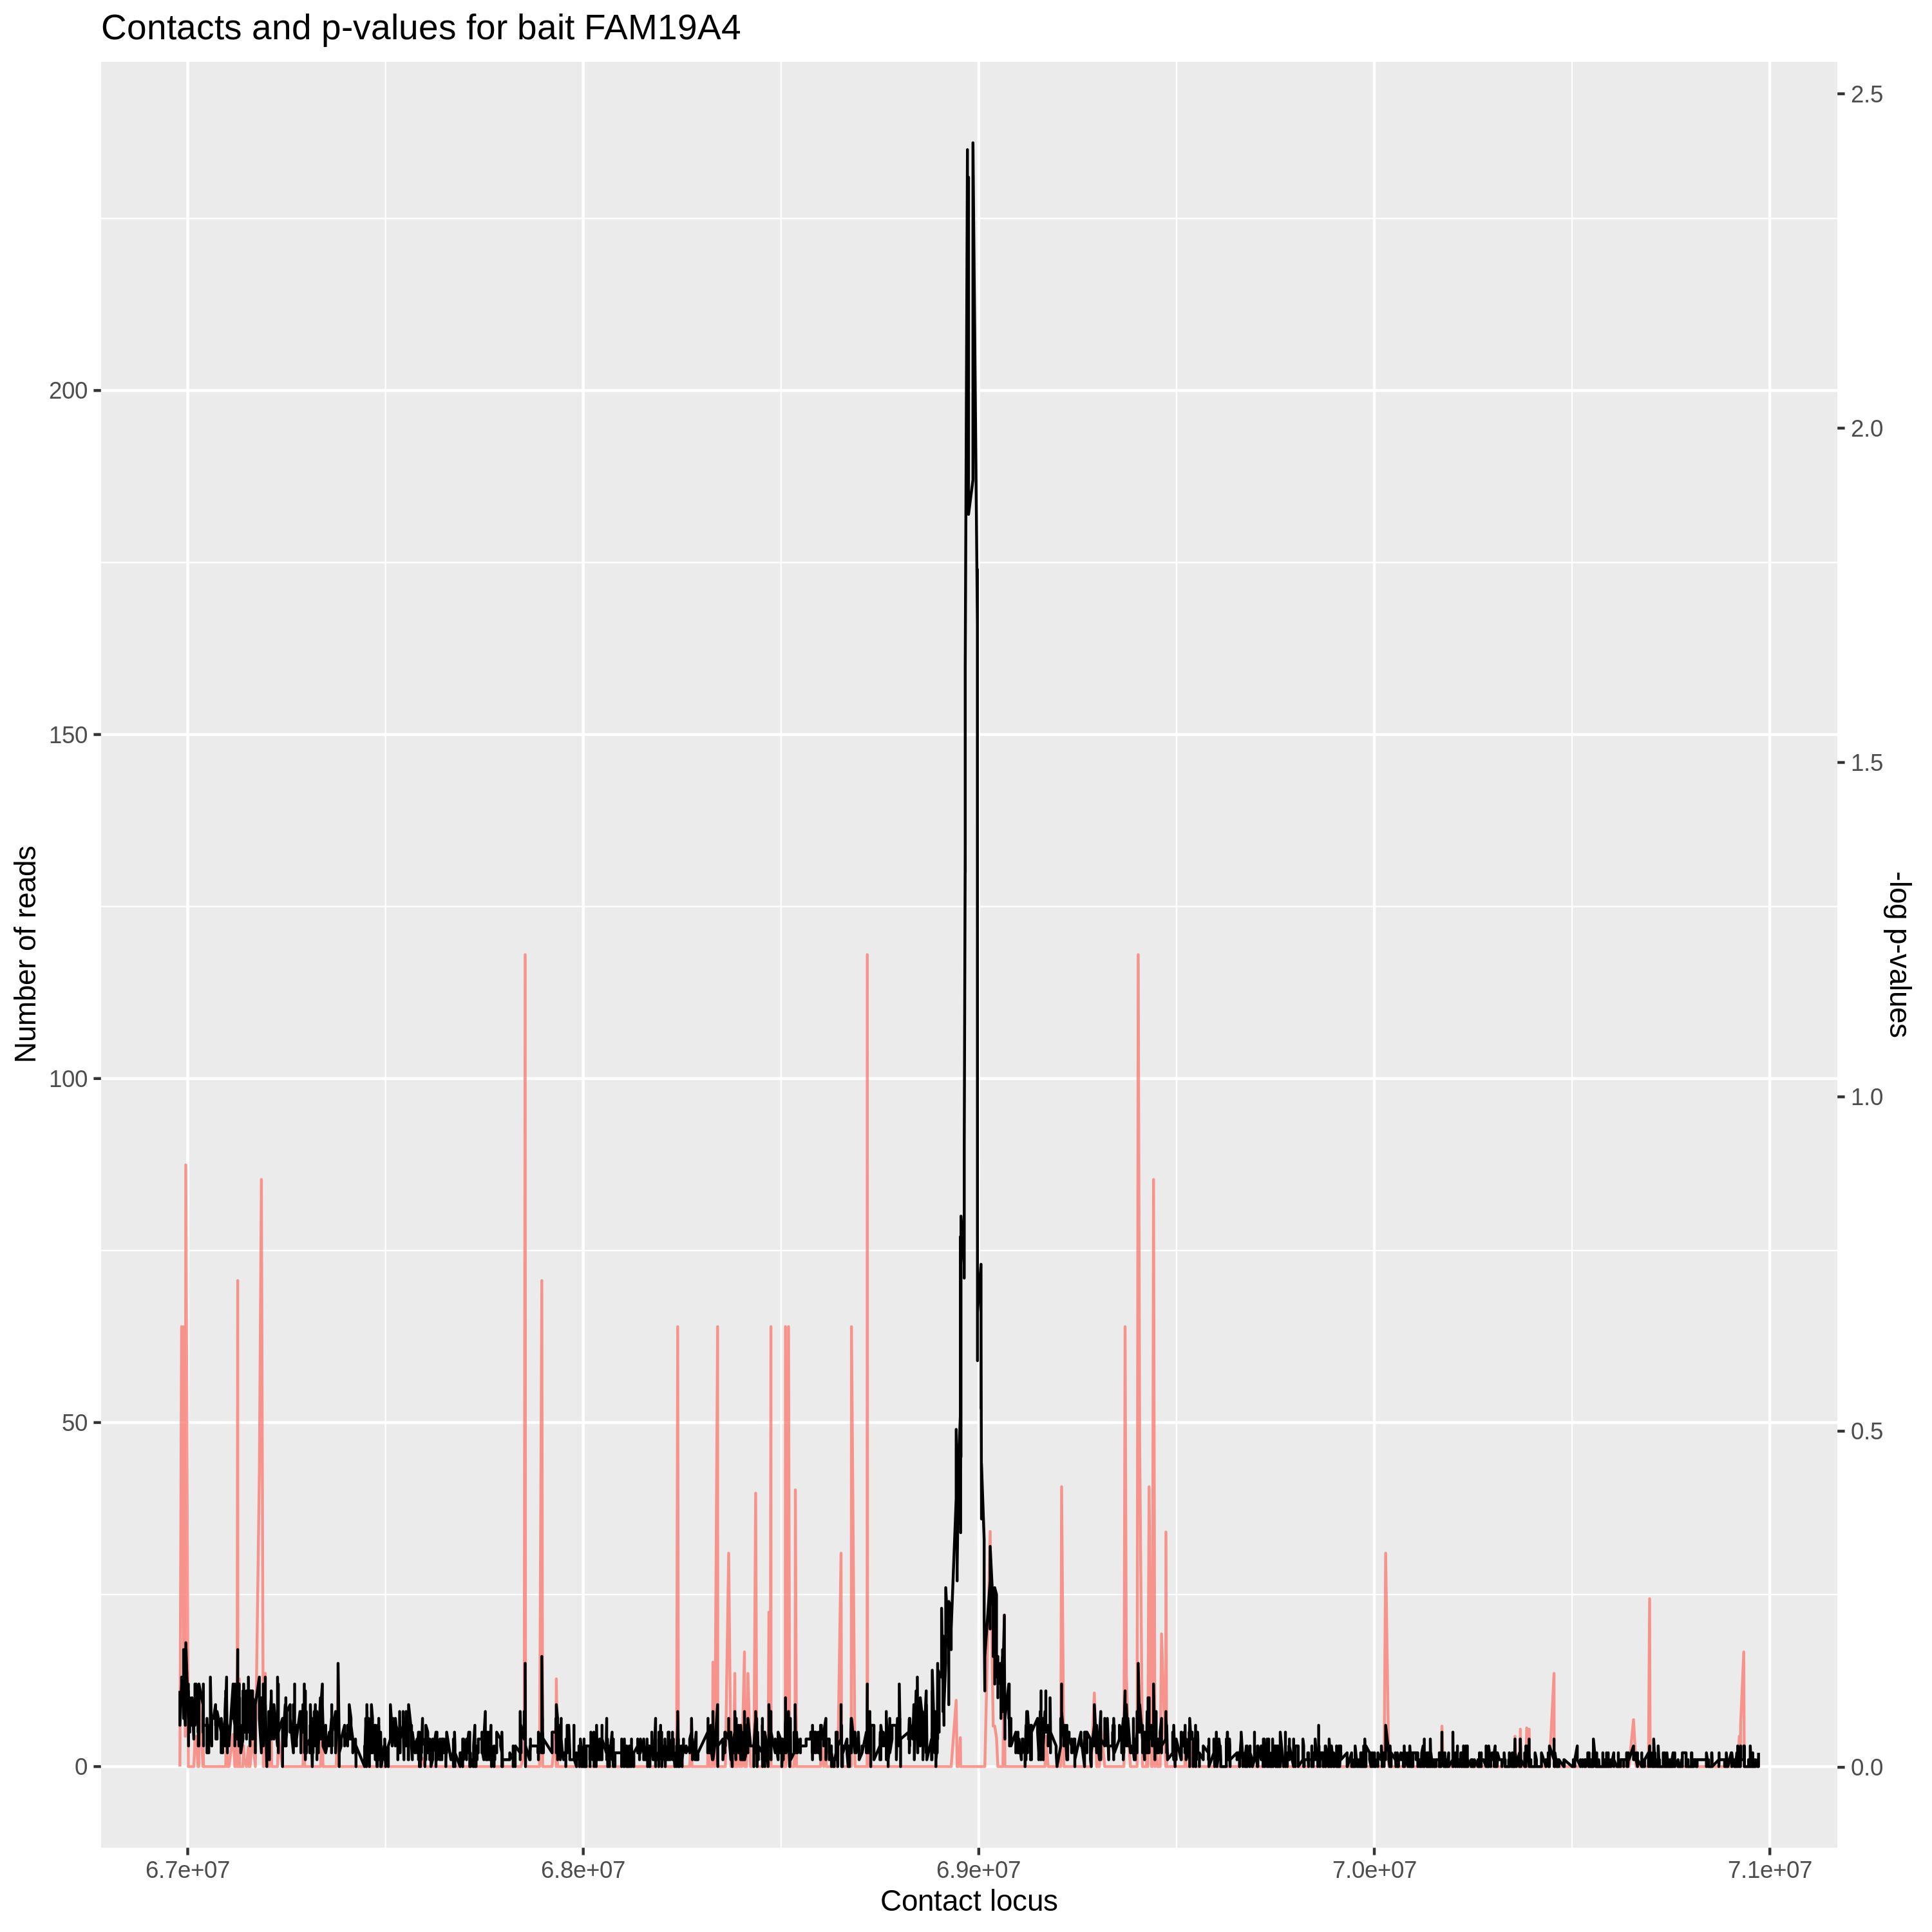 Contacts and p-values for bait FAM19A4
2.5
2.0
1.5
1.0
0.5
0.0
200
150
100
50
0
Number of reads
-log p-values
6.7e+07 6.8e+07 6.9e+07 7.0e+07 7.1e+07
Contact locus